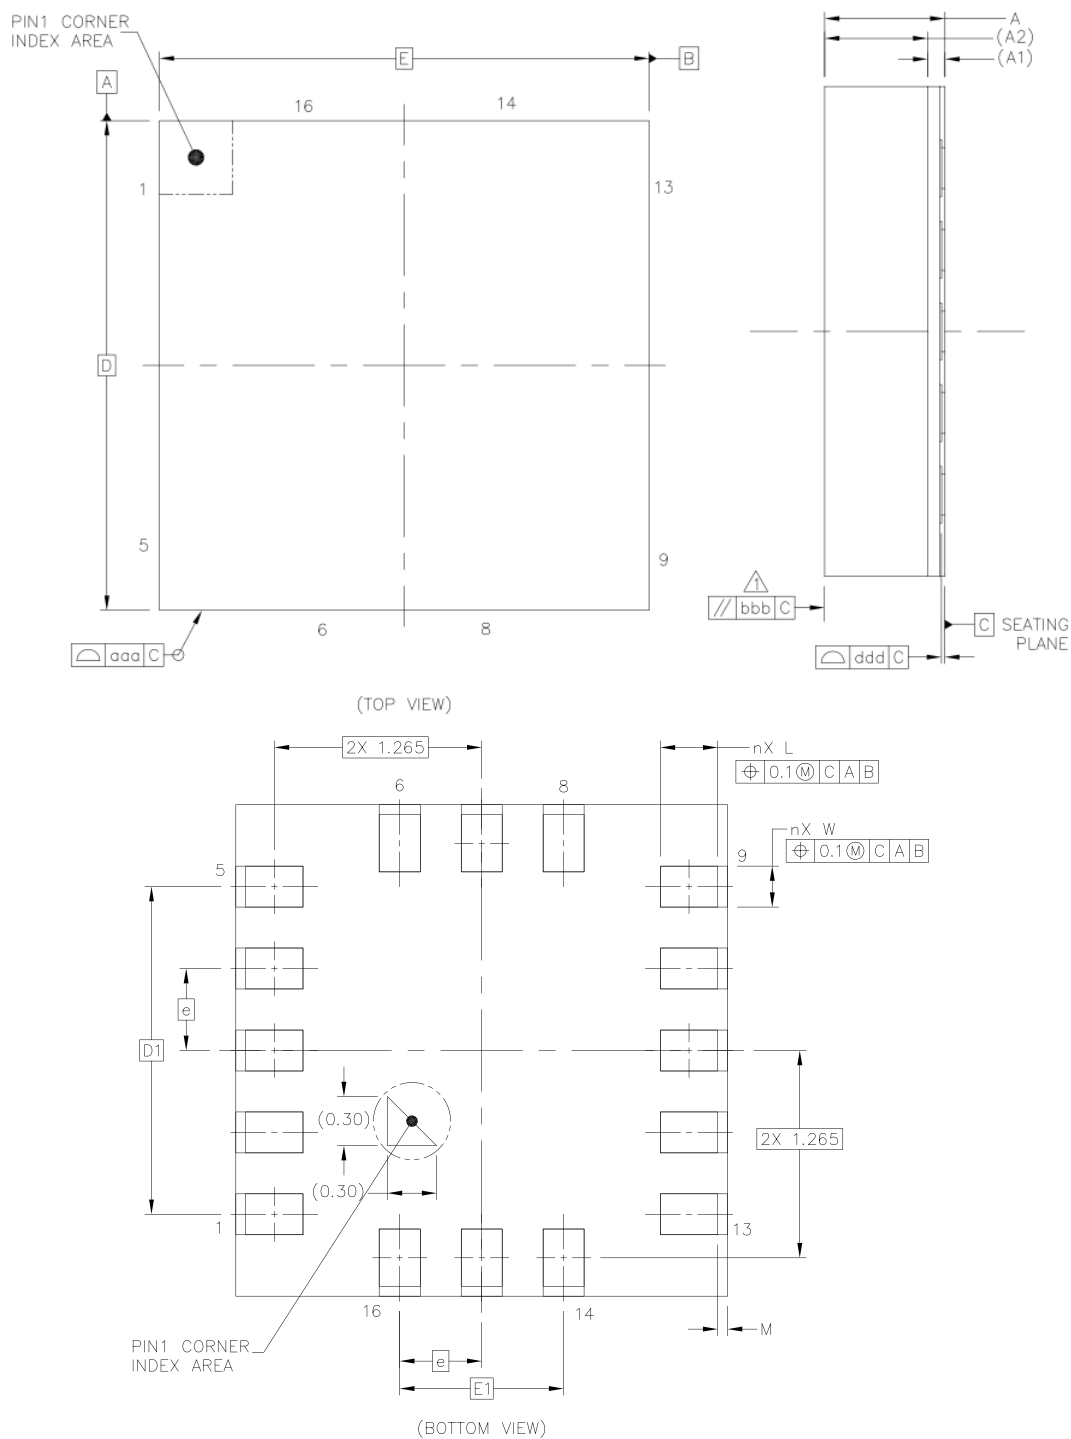 PIN1 CORNER
INDEX AREA
A
E
B
16
14
1
13
D
5
9
6
8
⌓ aaa C
(TOP VIEW)
A
(A2)
(A1)
1
// bbb C
C SEATING
PLANE
⌓ ddd C
2X 1.265
nX L
⌖ 0.1Ⓜ C A B
6
8
nX W
⌖ 0.1Ⓜ C A B
5
9
e
D1
(0.30)
2X 1.265
(0.30)
1
13
16
14
M
PIN1 CORNER
INDEX AREA
e
E1
(BOTTOM VIEW)